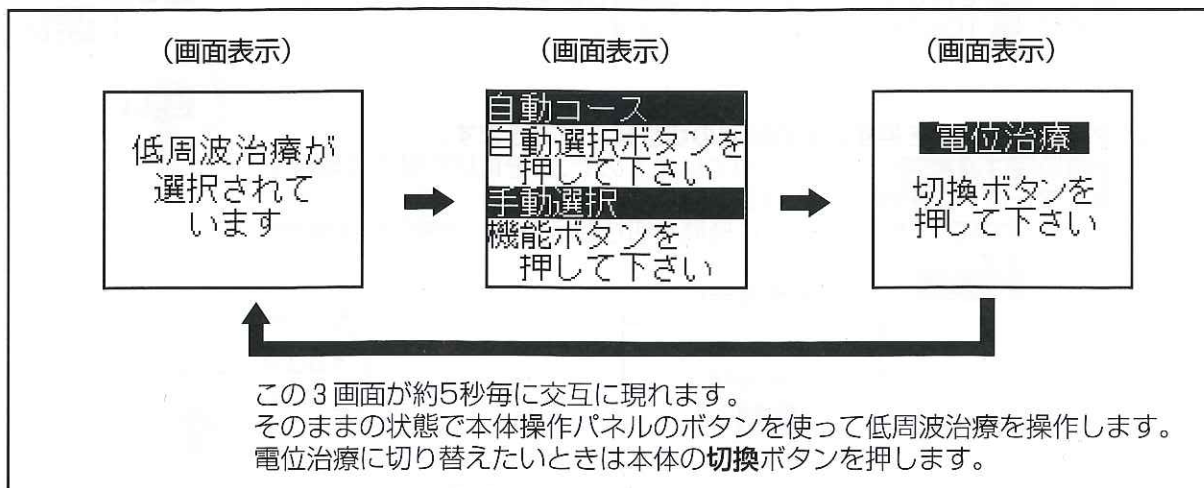 (画面表示)
低周波治療が
選択されて
います
(画面表示)
自動コース
自動選択ボタンを
押して下さい
手動選択
機能ボタンを
押して下さい
(画面表示)
電位治療
切換ボタンを
押して下さい
この3画面が約5秒毎に交互に現れます。
そのままの状態で本体操作パネルのボタンを使って低周波治療を操作します。
電位治療に切り替えたいときは本体の切換ボタンを押します。